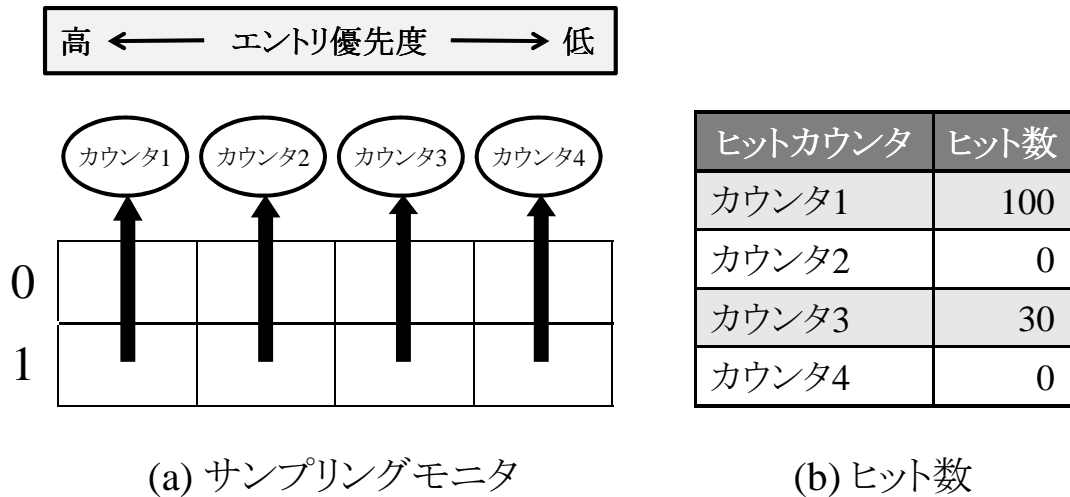 高 ← エントリ優先度 → 低
カウンタ1 カウンタ2 カウンタ3 カウンタ4
0
1
(a) サンプリングモニタ
ヒットカウンタ ヒット数
カウンタ1 100
カウンタ2 0
カウンタ3 30
カウンタ4 0
(b) ヒット数